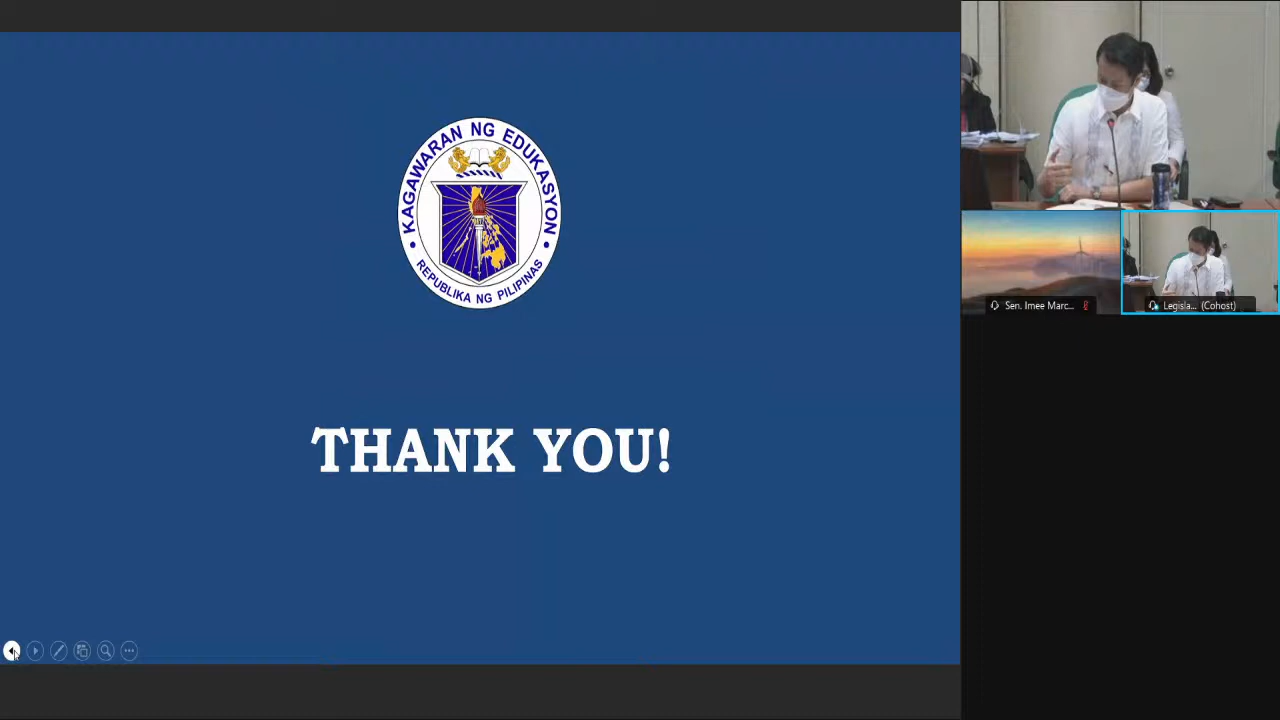 KAGAWARAN NG EDUKASYON
REPUBLIKA NG PILIPINAS
THANK YOU!
Sen. Imee Marc...
Legisla... (Cohost)